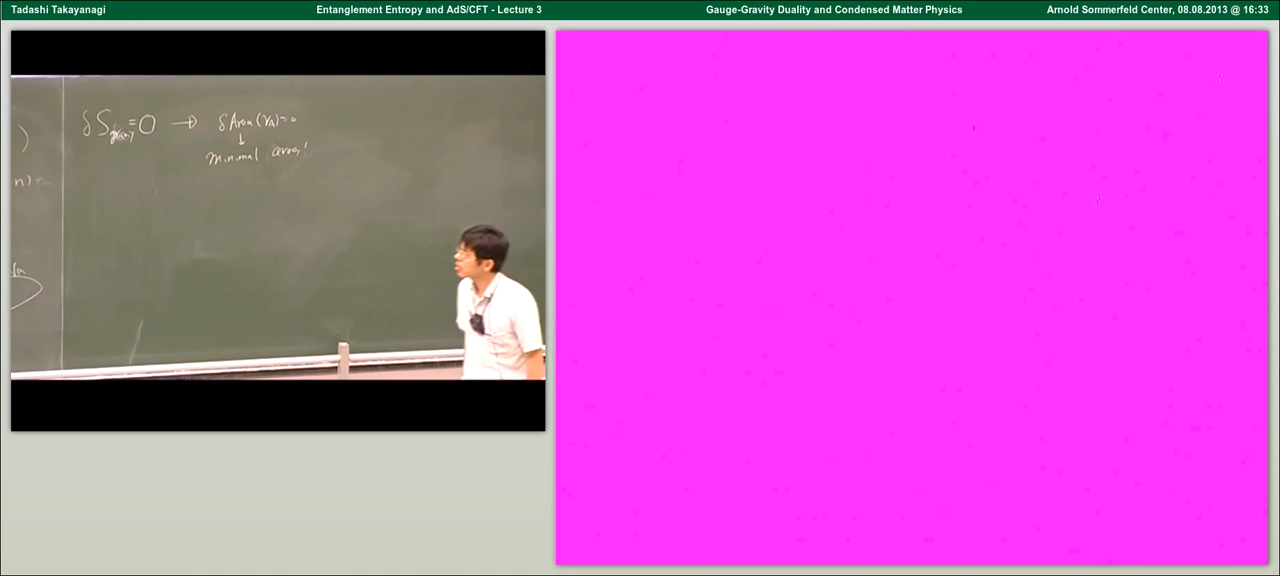 Tadashi Takayanagi
Entanglement Entropy and AdS/CFT - Lecture 3
Gauge-Gravity Duality and Condensed Matter Physics
Arnold Sommerfeld Center, 08.08.2013 @ 16:33
δS =0 → δArea(γA)=0
↓
minimal area!
)
n)